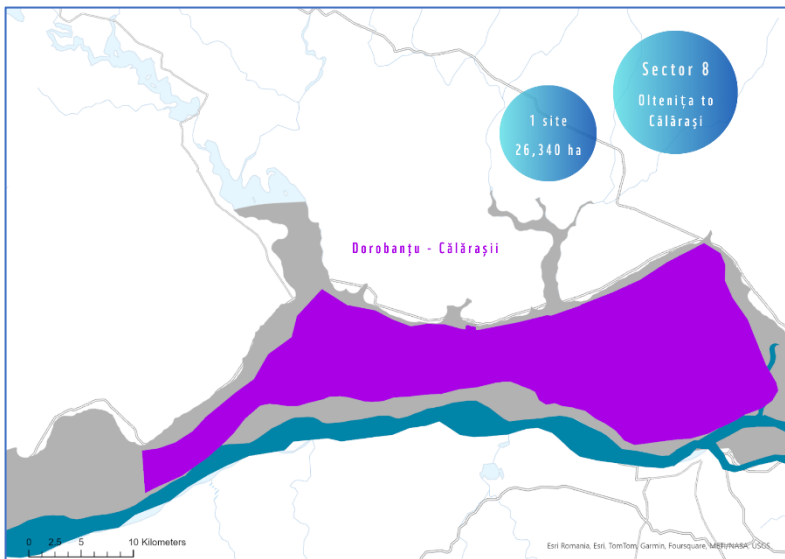 Sector 8
Oltenița to
Călărași
1 site
26,340 ha
Dorobanțu - Călărașii
0 2.5 5 10 Kilometers
Esri Romania, Esri, TomTom, Garmin, Foursquare, METI/NASA, USGS